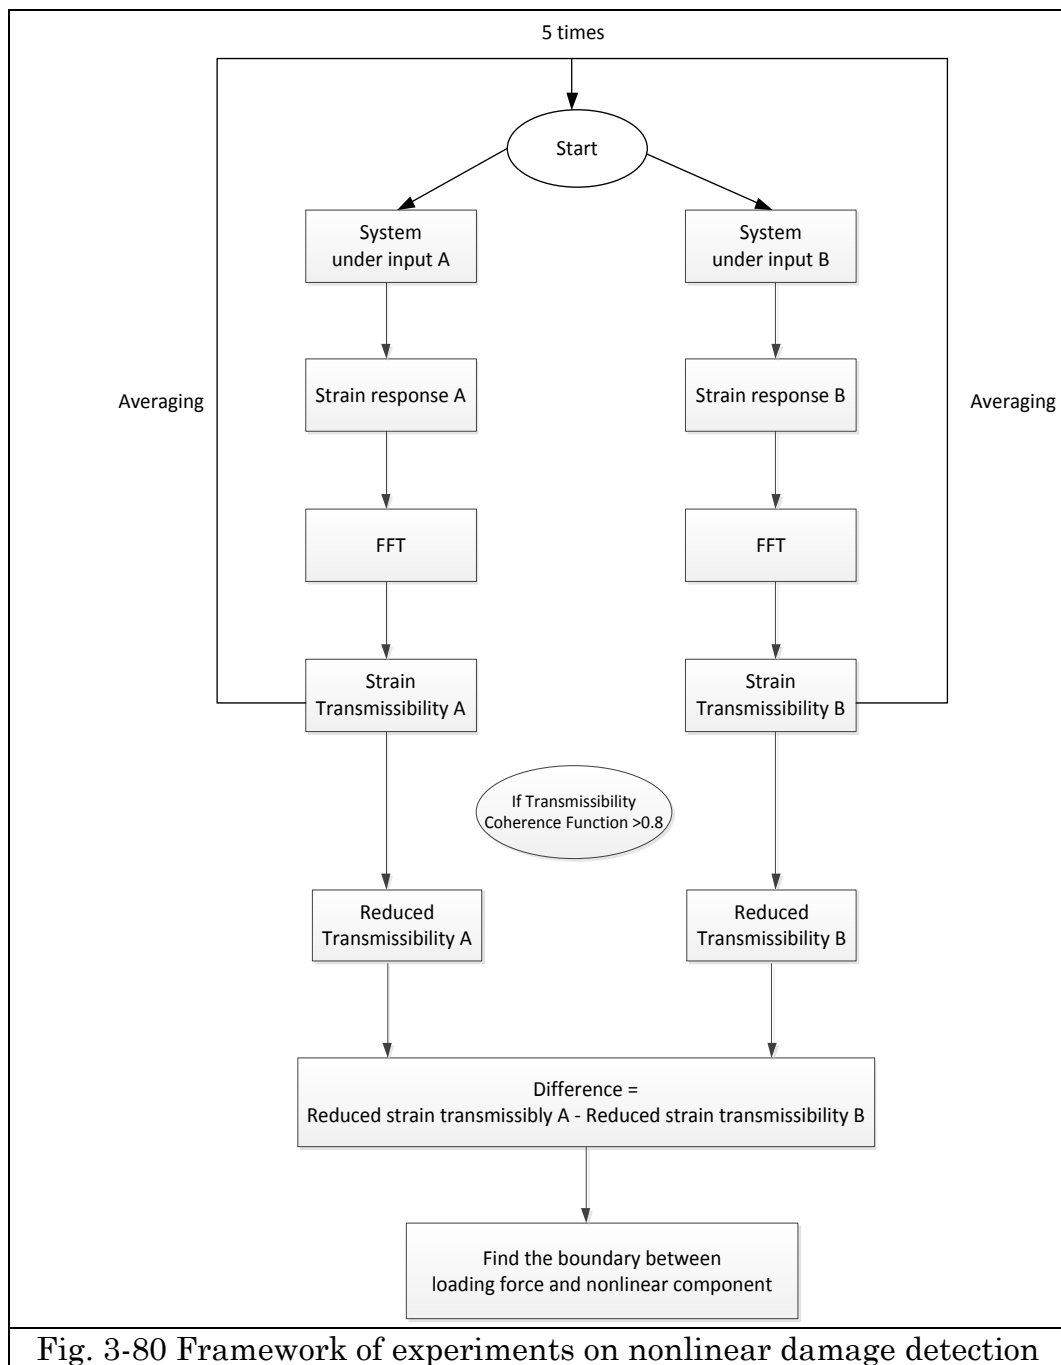 5 times
Start
System
under input A
System
under input B
Averaging
Strain response A
Strain response B
Averaging
FFT
FFT
Strain
Transmissibility A
Strain
Transmissibility B
If Transmissibility
Coherence Function >0.8
Reduced
Transmissibility A
Reduced
Transmissibility B
Difference =
Reduced strain transmissibly A - Reduced strain transmissibility B
Find the boundary between
loading force and nonlinear component
Fig. 3-80 Framework of experiments on nonlinear damage detection